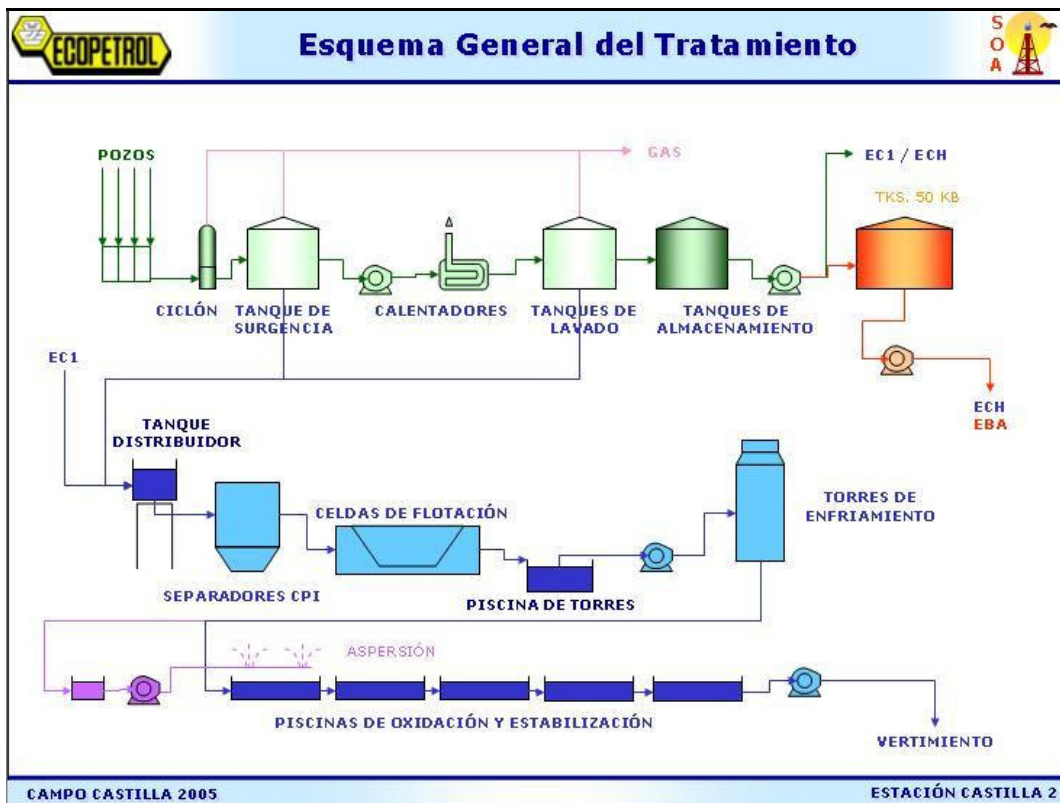 ECOPETROL
Esquema General del Tratamiento
S
O
A
POZOS
GAS
EC1 / ECH
TKS. 50 KB
CICLÓN
TANQUE DE
SURGENCIA
CALENTADORES
TANQUES DE
LAVADO
TANQUES DE
ALMACENAMIENTO
EC1
ECH
EBA
TANQUE
DISTRIBUIDOR
CELDAS DE FLOTACIÓN
TORRES DE
ENFRIAMIENTO
SEPARADORES CPI
PISCINA DE TORRES
ASPERSIÓN
PISCINAS DE OXIDACIÓN Y ESTABILIZACIÓN
VERTIMIENTO
CAMPO CASTILLA 2005
ESTACIÓN CASTILLA 2